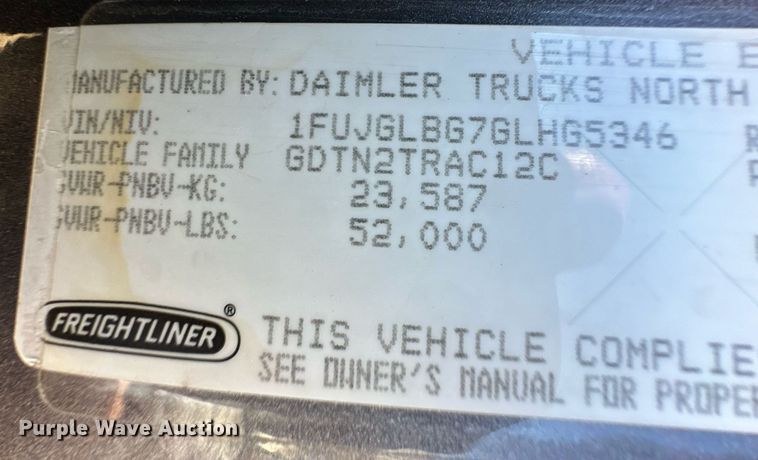 VEHICLE E
MANUFACTURED BY: DAIMLER TRUCKS NORTH
VIN/NIV: 1FUJGLBG7GLHG5346
VEHICLE FAMILY GDTN2TRAC12C
GVWR-PNBV-KG: 23,587
GVWR-PNBV-LBS: 52,000
FREIGHTLINER®
THIS VEHICLE COMPLIE
SEE OWNER'S MANUAL FOR PROPER
Purple Wave Auction